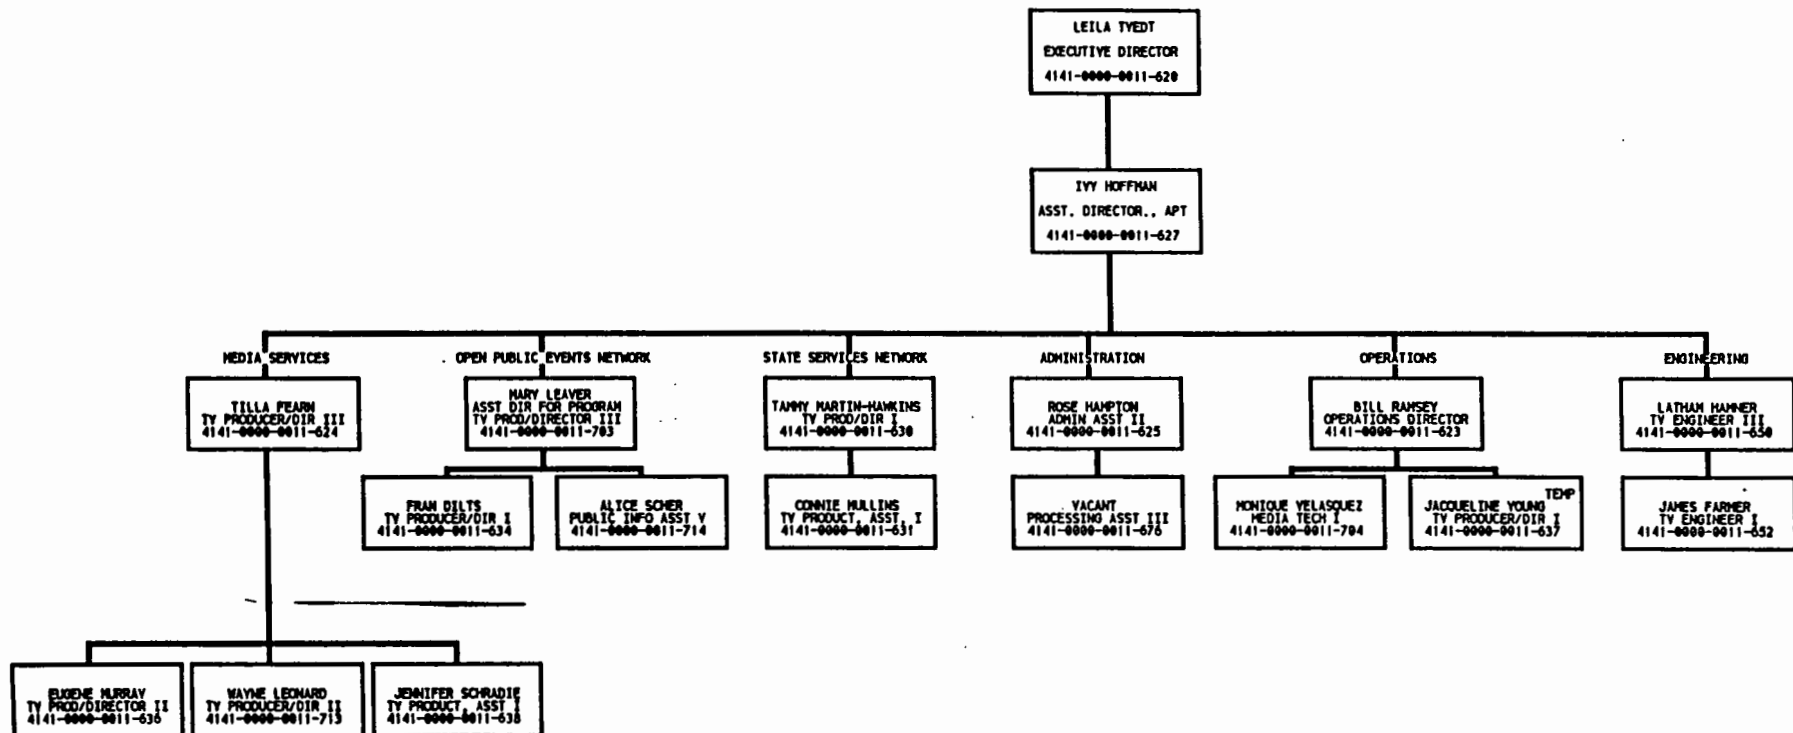 LEILA TVEDT
EXECUTIVE DIRECTOR
4141-0000-0011-620
IVY HOFFMAN
ASST. DIRECTOR., APT
4141-0000-0011-627
MEDIA SERVICES
OPEN PUBLIC EVENTS NETWORK
STATE SERVICES NETWORK
ADMINISTRATION
OPERATIONS
ENGINEERING
TILLA FEARN
TV PRODUCER/DIR III
4141-0000-0011-624
MARY LEAVER
ASST DIR FOR PROGRAM
TV PROD/DIRECTOR III
4141-0000-0011-703
TAMMY MARTIN-HAWKINS
TV PROD/DIR I
4141-0000-0011-630
ROSE HAMPTON
ADMIN ASST II
4141-0000-0011-625
BILL RAMSEY
OPERATIONS DIRECTOR
4141-0000-0011-623
LATHAM HAMNER
TV ENGINEER III
4141-0000-0011-650
FRAN DILTS
TV PRODUCER/DIR I
4141-0000-0011-634
ALICE SCHER
PUBLIC INFO ASST V
4141-0000-0011-714
CONNIE MULLINS
TV PRODUCT, ASST, I
4141-0000-0011-631
VACANT
PROCESSING ASST III
4141-0000-0011-676
MONIQUE VELASQUEZ
MEDIA TECH I
4141-0000-0011-704
TEMP
JACQUELINE YOUNG
TV PRODUCER/DIR I
4141-0000-0011-637
JAMES FARMER
TV ENGINEER I
4141-0000-0011-652
EUGENE MURRAY
TV PROD/DIRECTOR II
4141-0000-0011-636
WAYNE LEONARD
TV PRODUCER/DIR II
4141-0000-0011-713
JENNIFER SCHRADIE
TV PRODUCT, ASST I
4141-0000-0011-638